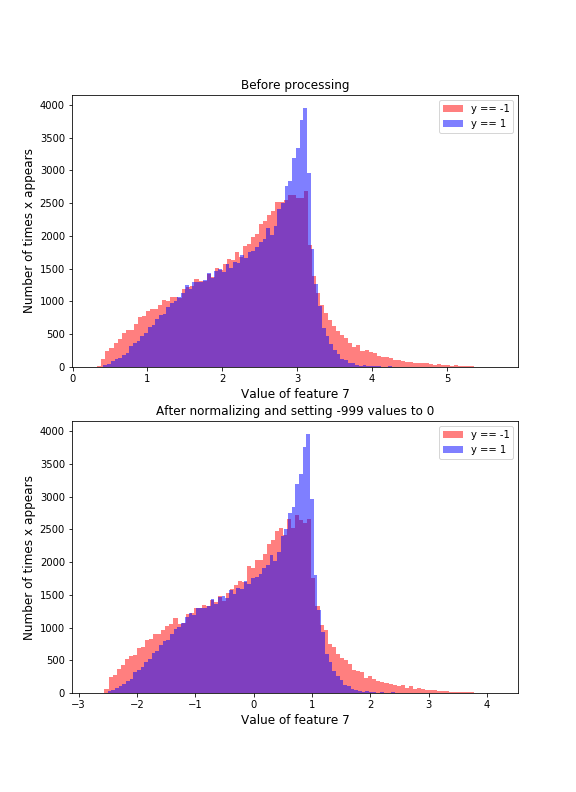 Before processing
4000
3500
3000
2500
2000
1500
1000
500
0
Number of times x appears
y == -1
y == 1
0 1 2 3 4 5
Value of feature 7
After normalizing and setting -999 values to 0
4000
3500
3000
2500
2000
1500
1000
500
0
Number of times x appears
y == -1
y == 1
−3 −2 −1 0 1 2 3 4
Value of feature 7